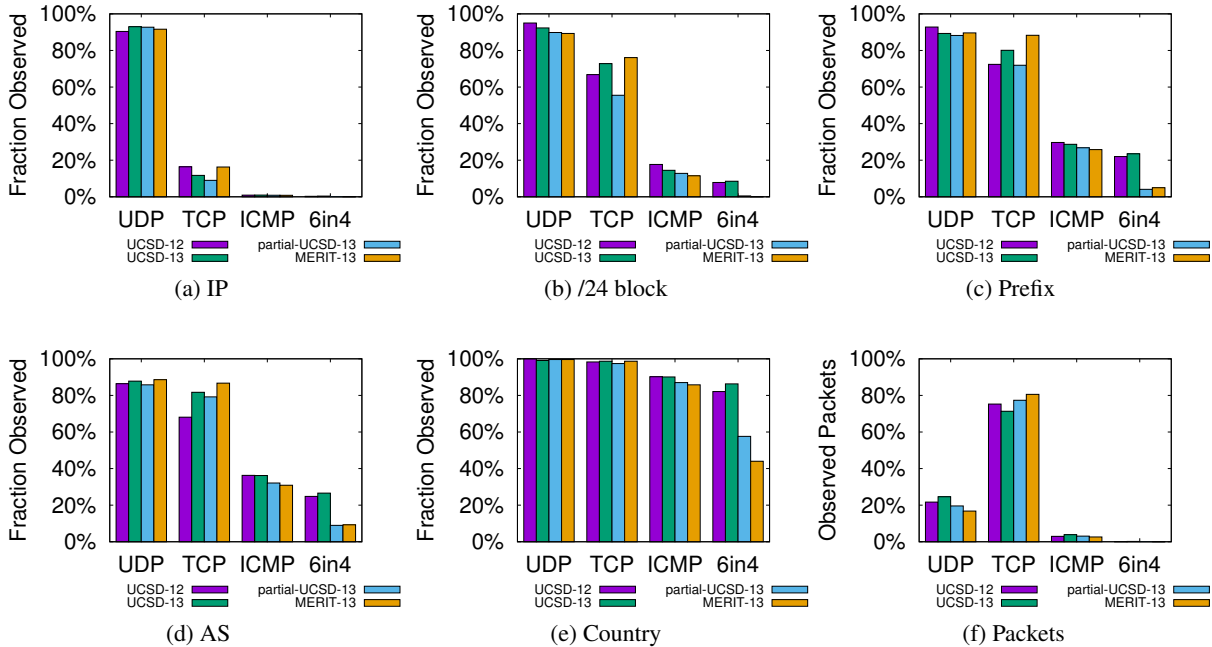 Fraction Observed
100%
80%
60%
40%
20%
0%
UDP TCP ICMP 6in4
UCSD-12 partial-UCSD-13
UCSD-13 MERIT-13
(a) IP
Fraction Observed
100%
80%
60%
40%
20%
0%
UDP TCP ICMP 6in4
UCSD-12 partial-UCSD-13
UCSD-13 MERIT-13
(b) /24 block
Fraction Observed
100%
80%
60%
40%
20%
0%
UDP TCP ICMP 6in4
UCSD-12 partial-UCSD-13
UCSD-13 MERIT-13
(c) Prefix
Fraction Observed
100%
80%
60%
40%
20%
0%
UDP TCP ICMP 6in4
UCSD-12 partial-UCSD-13
UCSD-13 MERIT-13
(d) AS
Fraction Observed
100%
80%
60%
40%
20%
0%
UDP TCP ICMP 6in4
UCSD-12 partial-UCSD-13
UCSD-13 MERIT-13
(e) Country
Observed Packets
100%
80%
60%
40%
20%
0%
UDP TCP ICMP 6in4
UCSD-12 partial-UCSD-13
UCSD-13 MERIT-13
(f) Packets